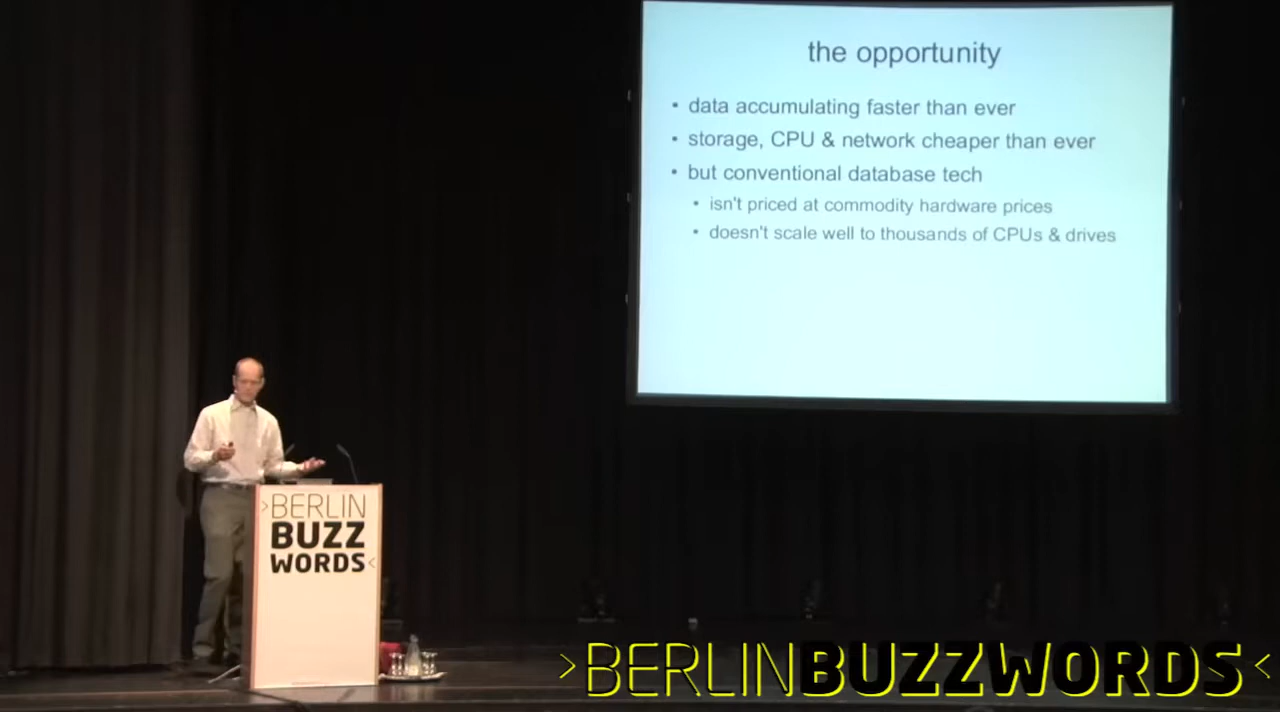 the opportunity
• data accumulating faster than ever
• storage, CPU & network cheaper than ever
• but conventional database tech
• isn't priced at commodity hardware prices
• doesn't scale well to thousands of CPUs & drives
>BERLIN
BUZZ
WORDS<
>BERLINBUZZWORDS<